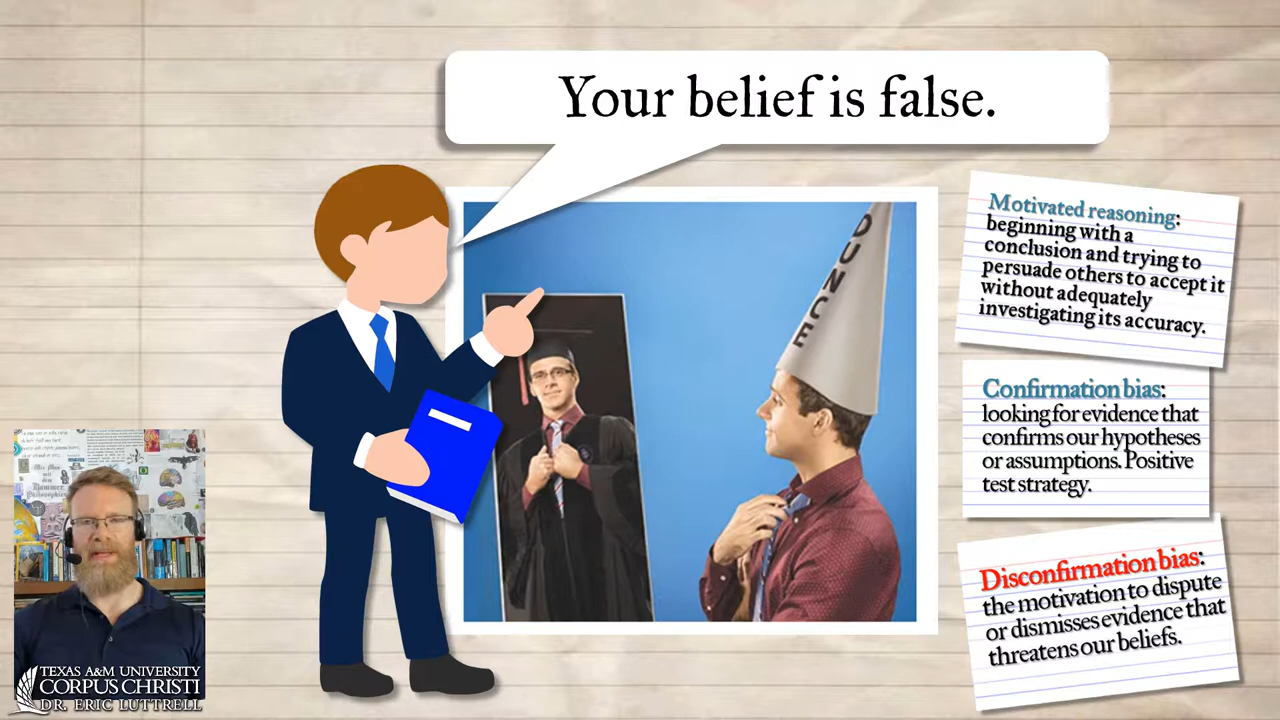 Your belief is false.
DUNCE
Motivated reasoning:
beginning with a
conclusion and trying to
persuade others to accept it
without adequately
investigating its accuracy.
Confirmation bias:
looking for evidence that
confirms our hypotheses
or assumptions. Positive
test strategy.
Disconfirmation bias:
the motivation to dispute
or dismisses evidence that
threatens our beliefs.
TEXAS A&M UNIVERSITY
CORPUS CHRISTI
DR. ERIC LUTTRELL